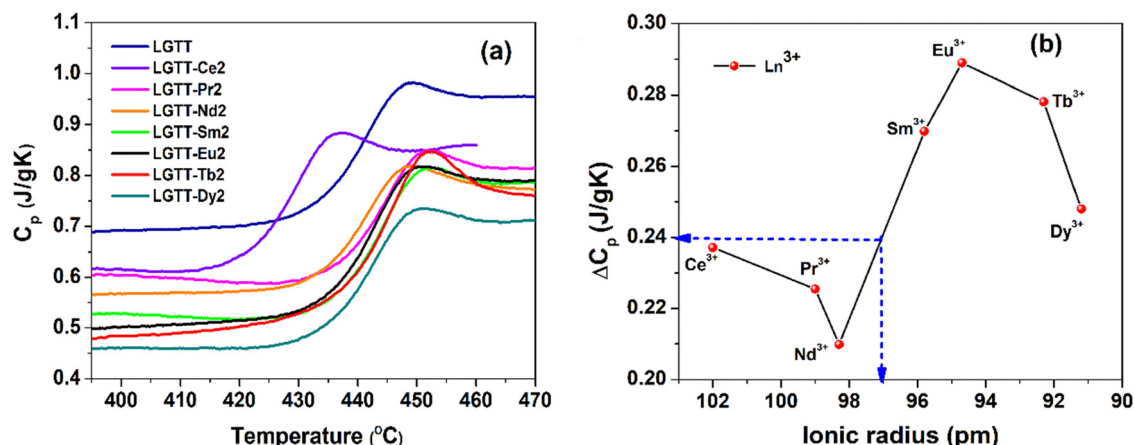 (a)
LGTT
LGTT-Ce2
LGTT-Pr2
LGTT-Nd2
LGTT-Sm2
LGTT-Eu2
LGTT-Tb2
LGTT-Dy2
1.1
1.0
0.9
0.8
0.7
0.6
0.5
0.4
Cₚ (J/gK)
400 410 420 430 440 450 460 470
Temperature (°C)
(b)
Ln³⁺
0.30
0.28
0.26
0.24
0.22
0.20
ΔCₚ (J/gK)
Eu³⁺
Tb³⁺
Sm³⁺
Dy³⁺
Ce³⁺
Pr³⁺
Nd³⁺
102 100 98 96 94 92 90
Ionic radius (pm)